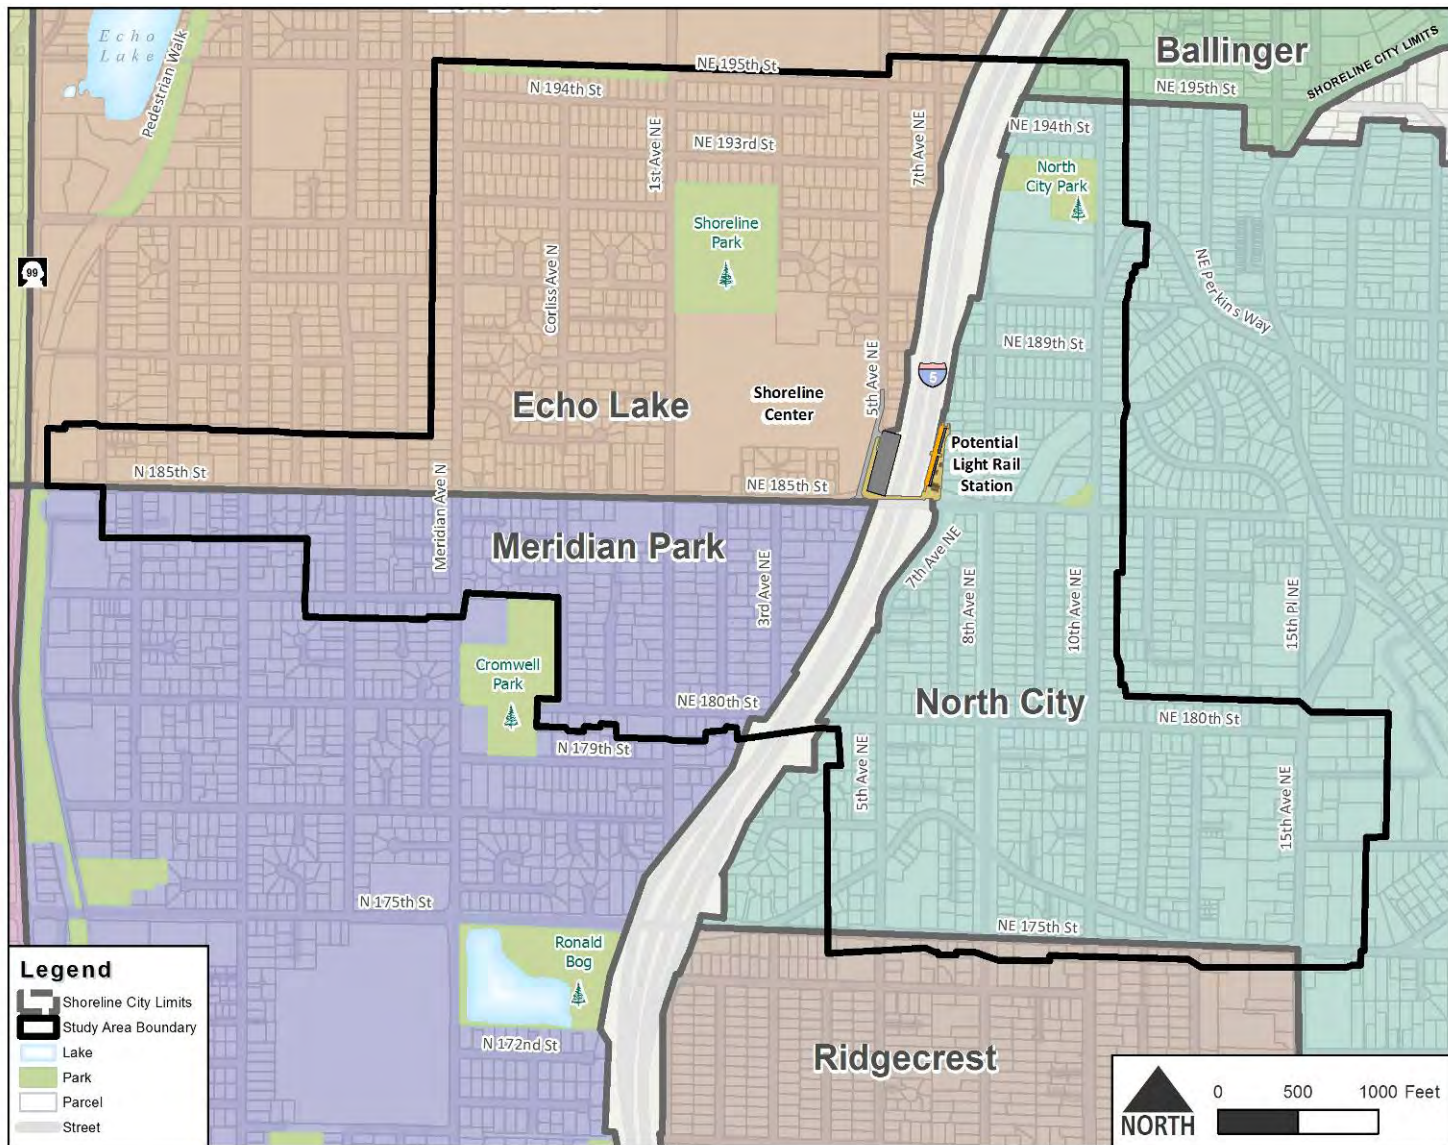 Echo Lake
Ballinger
SHORELINE CITY LIMITS
Echo
Lake
Pedestrian Walk
NE 195th St
NE 195th St
N 194th St
1st Ave NE
NE 193rd St
7th Ave NE
NE 194th St
North
City Park
Shoreline
Park
99
Corliss Ave N
NE Perkins Way
NE 189th St
5
5th Ave NE
Echo Lake
Shoreline
Center
Potential
Light Rail
Station
N 185th St
Meridian Ave N
NE 185th St
Meridian Park
3rd Ave NE
7th Ave NE
8th Ave NE
10th Ave NE
15th Pl NE
Cromwell
Park
NE 180th St
North City
NE 180th St
N 179th St
5th Ave NE
15th Ave NE
N 175th St
NE 175th St
Ronald
Bog
N 172nd St
Ridgecrest
Legend
Shoreline City Limits
Study Area Boundary
Lake
Park
Parcel
Street
NORTH
0 500 1000 Feet